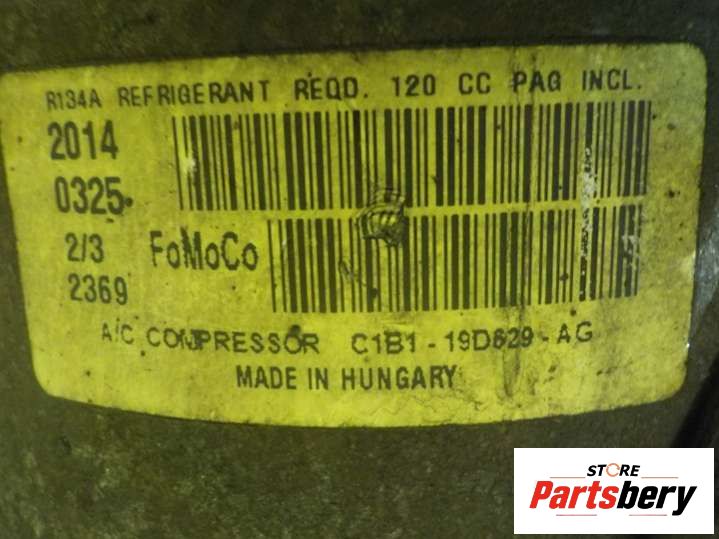 R134A REFRIGERANT REQD. 120 CC PAG INCL.
2014
0325
2/3 FoMoCo
2369
A/C COMPRESSOR C1B1-19D629-AG
MADE IN HUNGARY
STORE
Partsbery